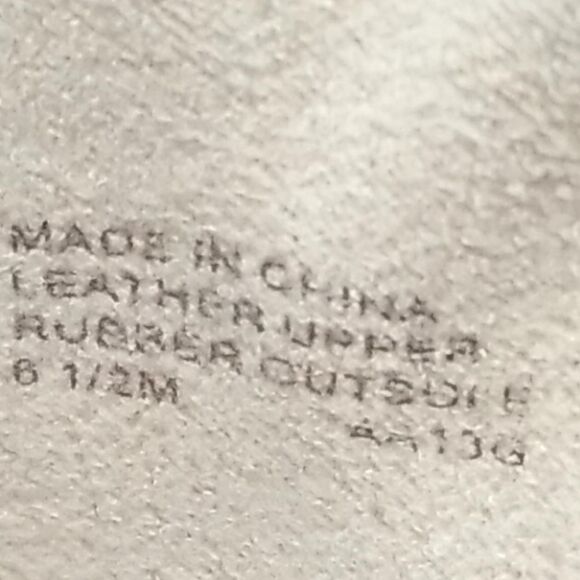 MADE IN CHINA
LEATHER UPPER
RUBBER OUTSOLE
6 1/2M